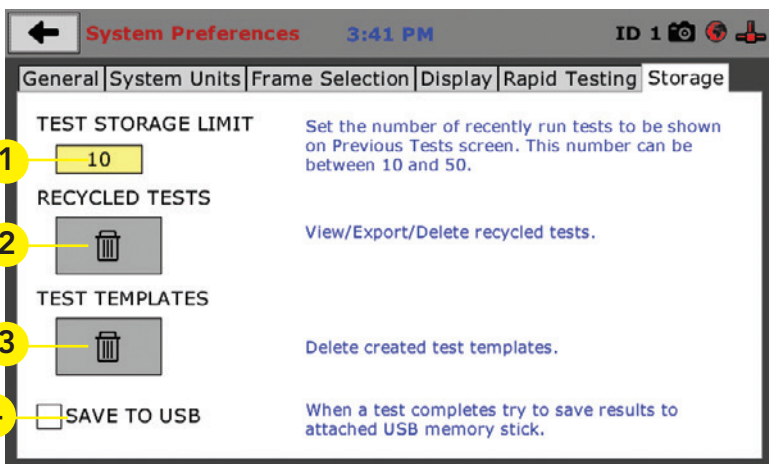 System Preferences 3:41 PM ID 1
General System Units Frame Selection Display Rapid Testing Storage
TEST STORAGE LIMIT
Set the number of recently run tests to be shown
on Previous Tests screen. This number can be
between 10 and 50.
1
10
RECYCLED TESTS
2
View/Export/Delete recycled tests.
TEST TEMPLATES
3
Delete created test templates.
SAVE TO USB
When a test completes try to save results to
attached USB memory stick.